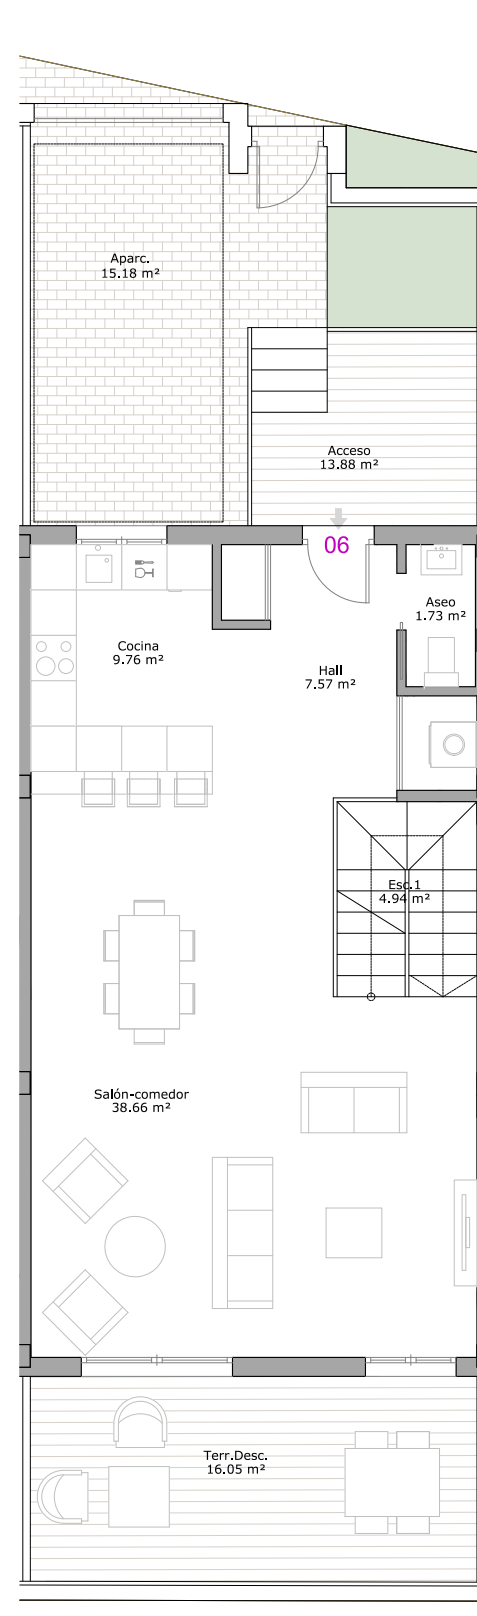 Aparc.
15.18 m²
Acceso
13.88 m²
06
Aseo
1.73 m²
Cocina
9.76 m²
Hall
7.57 m²
Esc.1
4.94 m²
Salón-comedor
38.66 m²
Terr.Desc.
16.05 m²